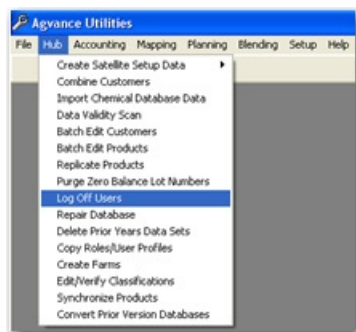 Agvance Utilities
File Hub Accounting Mapping Planning Blending Setup Help
Create Satellite Setup Data
Combine Customers
Import Chemical Database Data
Data Validity Scan
Batch Edit Customers
Batch Edit Products
Replicate Products
Purge Zero Balance Lot Numbers
Log Off Users
Repair Database
Delete Prior Years Data Sets
Copy Roles/User Profiles
Create Farms
Edit/Verify Classifications
Synchronize Products
Convert Prior Version Databases